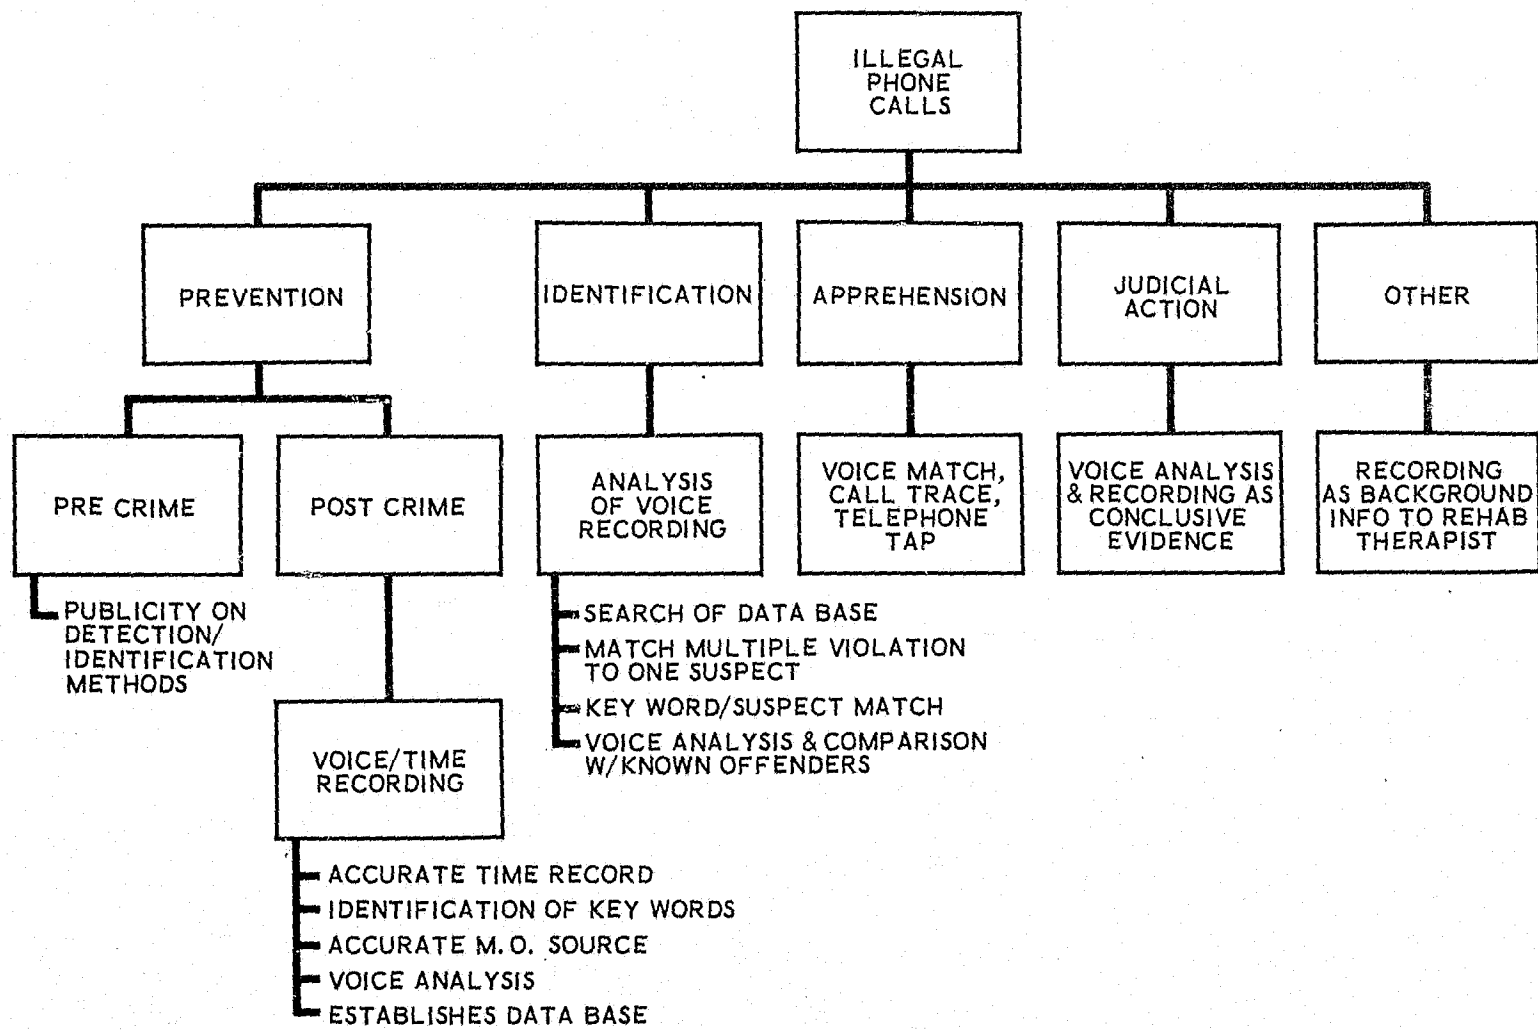 ILLEGAL
PHONE
CALLS
PREVENTION
IDENTIFICATION
APPREHENSION
JUDICIAL
ACTION
OTHER
PRE CRIME
POST CRIME
ANALYSIS
OF VOICE
RECORDING
VOICE MATCH,
CALL TRACE,
TELEPHONE
TAP
VOICE ANALYSIS
& RECORDING AS
CONCLUSIVE
EVIDENCE
RECORDING
AS BACKGROUND
INFO TO REHAB
THERAPIST
PUBLICITY ON
DETECTION/
IDENTIFICATION
METHODS
SEARCH OF DATA BASE
MATCH MULTIPLE VIOLATION
TO ONE SUSPECT
KEY WORD/SUSPECT MATCH
VOICE ANALYSIS & COMPARISON
W/KNOWN OFFENDERS
VOICE/TIME
RECORDING
ACCURATE TIME RECORD
IDENTIFICATION OF KEY WORDS
ACCURATE M.O. SOURCE
VOICE ANALYSIS
ESTABLISHES DATA BASE